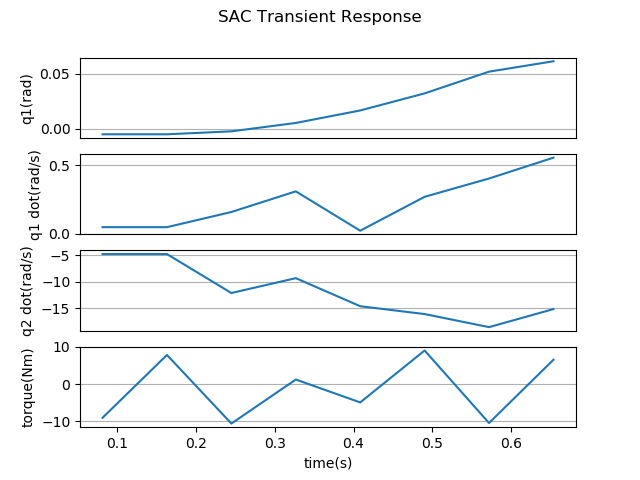 SAC Transient Response
q1(rad)
0.05
0.00
q1 dot(rad/s)
0.5
0.0
q2 dot(rad/s)
−5
−10
−15
torque(Nm)
10
0
−10
0.1 0.2 0.3 0.4 0.5 0.6
time(s)